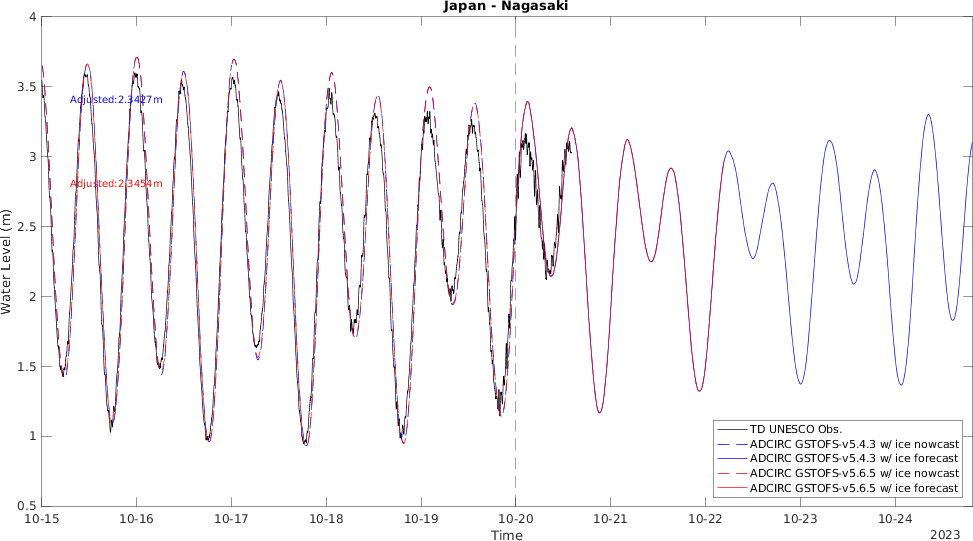 Japan - Nagasaki
4
3.5
3
2.5
2
1.5
1
0.5
Water Level (m)
Adjusted:2.3427m
Adjusted:2.3454m
TD UNESCO Obs.
ADCIRC GSTOFS-v5.4.3 w/ ice nowcast
ADCIRC GSTOFS-v5.4.3 w/ ice forecast
ADCIRC GSTOFS-v5.6.5 w/ ice nowcast
ADCIRC GSTOFS-v5.6.5 w/ ice forecast
10-15 10-16 10-17 10-18 10-19 10-20 10-21 10-22 10-23 10-24
Time
2023